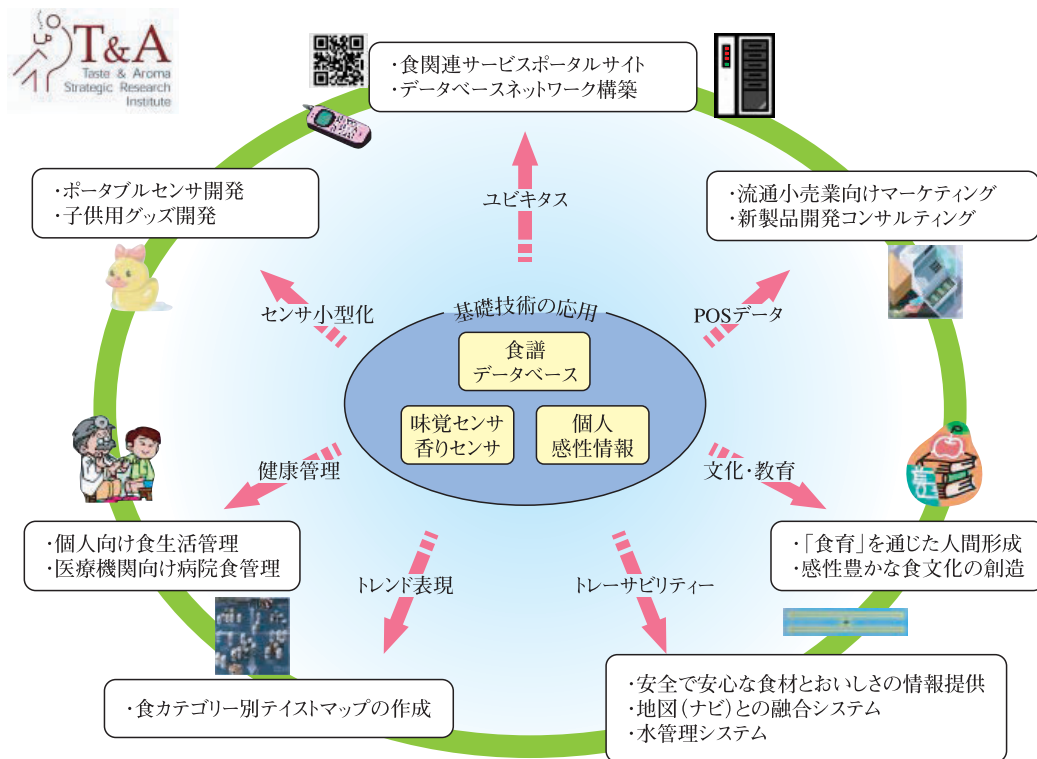 T&A
Taste & Aroma
Strategic Research
Institute
・食関連サービスポータルサイト
・データベースネットワーク構築
・ポータブルセンサ開発
・子供用グッズ開発
ユビキタス
・流通小売業向けマーケティング
・新製品開発コンサルティング
センサ小型化
基礎技術の応用
POSデータ
食譜
データベース
味覚センサ
香りセンサ
個人
感性情報
健康管理
文化・教育
・個人向け食生活管理
・医療機関向け病院食管理
トレンド表現
トレーサビリティー
・「食育」を通じた人間形成
・感性豊かな食文化の創造
・食カテゴリー別テイストマップの作成
・安全で安心な食材とおいしさの情報提供
・地図（ナビ）との融合システム
・水管理システム